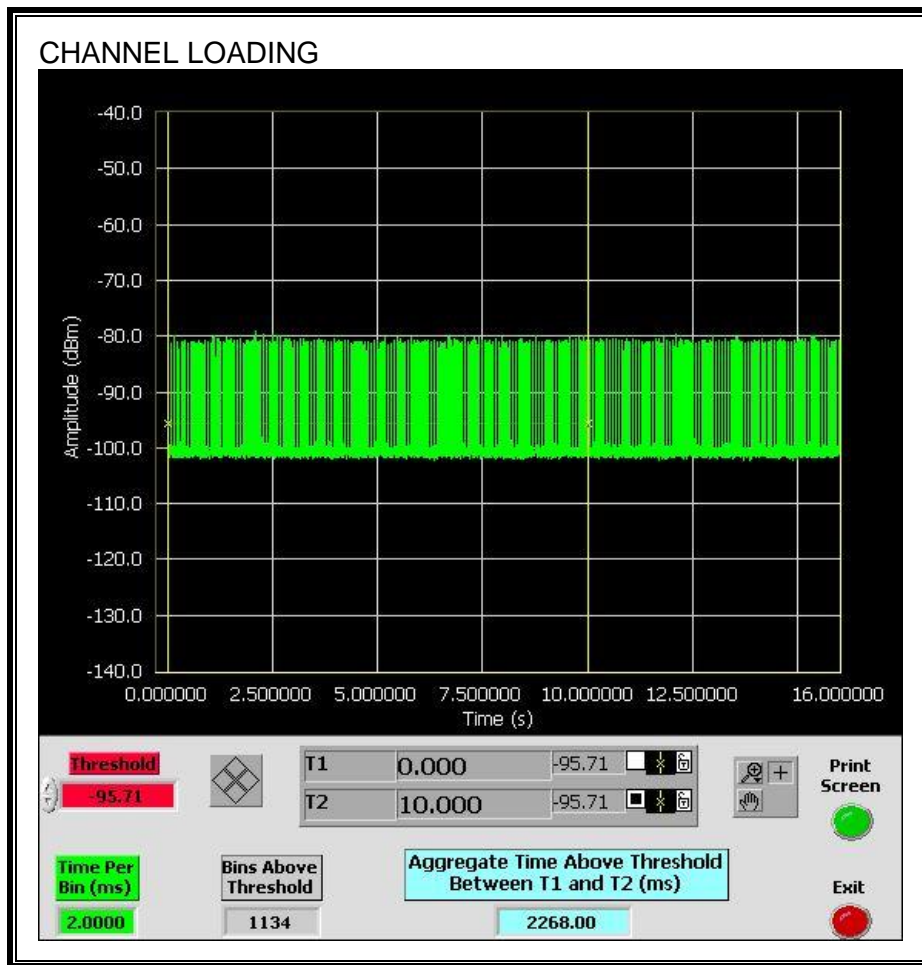 CHANNEL LOADING
-40.0
-50.0
-60.0
-70.0
-80.0
-90.0
-100.0
-110.0
-120.0
-130.0
-140.0
Amplitude (dBm)
0.000000 2.500000 5.000000 7.500000 10.000000 12.500000 16.000000
Time (s)
Threshold
-95.71
T1 0.000 -95.71
T2 10.000 -95.71
Print
Screen
Time Per
Bin (ms)
2.0000
Bins Above
Threshold
1134
Aggregate Time Above Threshold
Between T1 and T2 (ms)
2268.00
Exit